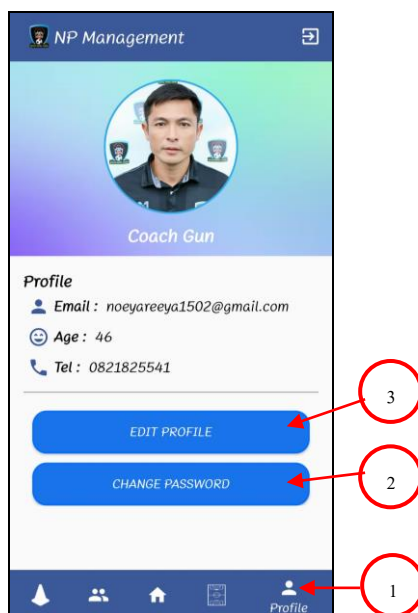 NP Management
Coach Gun
Profile
Email : noeyareeya1502@gmail.com
Age : 46
Tel : 0821825541
EDIT PROFILE
3
CHANGE PASSWORD
2
1
Profile